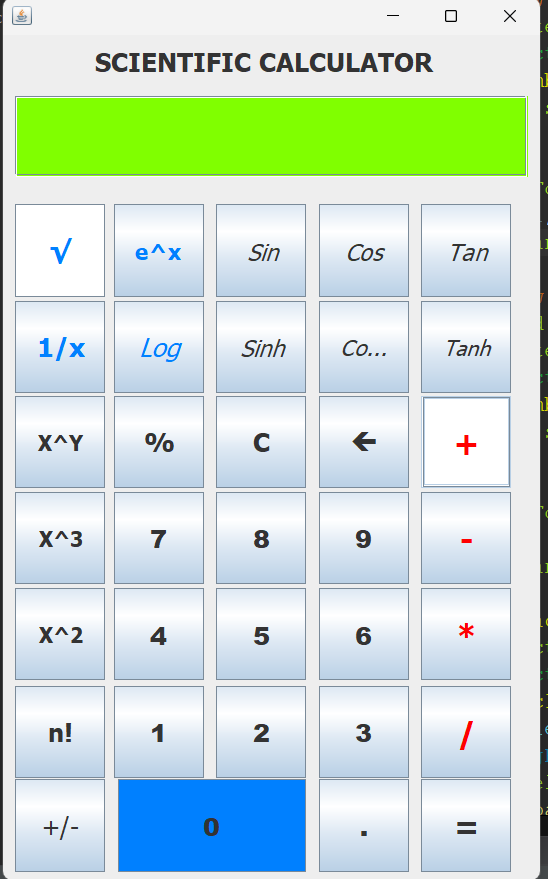 SCIENTIFIC CALCULATOR
√ e^x Sin Cos Tan
1/x Log Sinh Co... Tanh
X^Y % C ← +
X^3 7 8 9 -
X^2 4 5 6 *
n! 1 2 3 /
+/- 0 . =